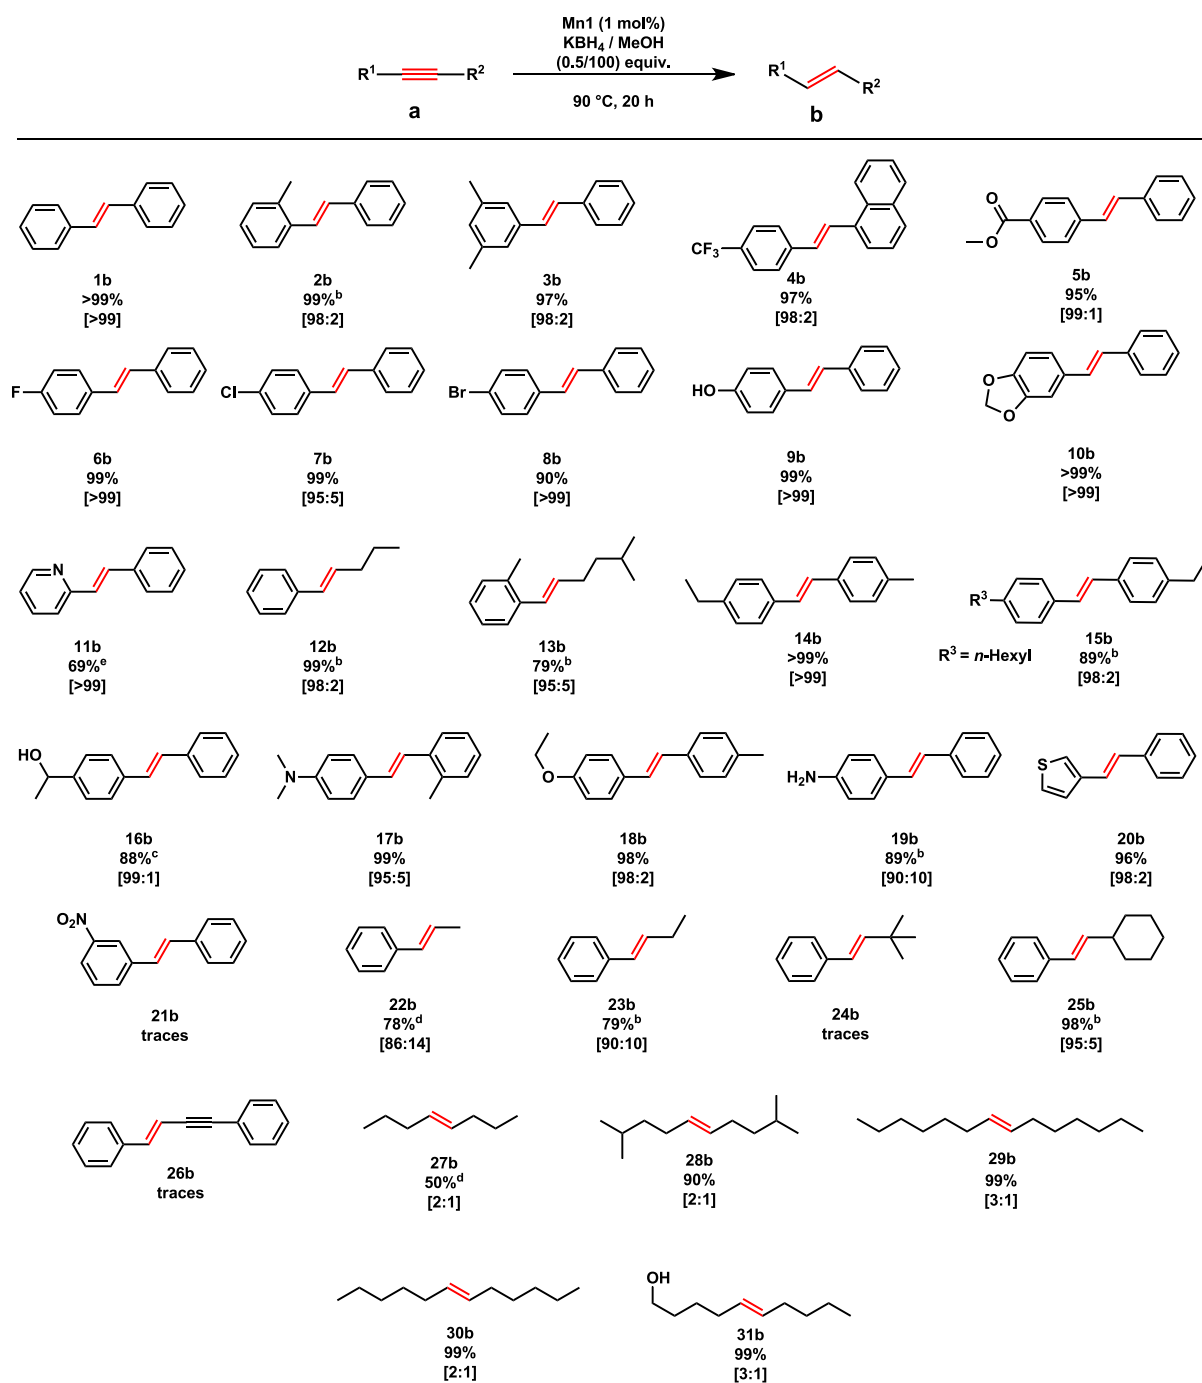 Mn1 (1 mol%)
KBH₄ / MeOH
(0.5/100) equiv.
90 °C, 20 h
R¹ R²
a
R¹ R²
b
1b
>99%
[>99]
2b
99%ᵇ
[98:2]
3b
97%
[98:2]
CF₃
4b
97%
[98:2]
O
O
5b
95%
[99:1]
F
6b
99%
[>99]
Cl
7b
99%
[95:5]
Br
8b
90%
[>99]
HO
9b
99%
[>99]
O
O
10b
>99%
[>99]
N
11b
69%ᵉ
[>99]
12b
99%ᵇ
[98:2]
13b
79%ᵇ
[95:5]
14b
>99%
[>99]
R³
R³ = n-Hexyl
15b
89%ᵇ
[98:2]
HO
16b
88%ᶜ
[99:1]
N
17b
99%
[95:5]
O
18b
98%
[98:2]
NH₂
19b
89%ᵇ
[90:10]
S
20b
96%
[98:2]
O₂N
21b
traces
22b
78%ᵈ
[86:14]
23b
79%ᵇ
[90:10]
24b
traces
25b
98%ᵇ
[95:5]
26b
traces
27b
50%ᵈ
[2:1]
28b
90%
[2:1]
29b
99%
[3:1]
30b
99%
[2:1]
OH
31b
99%
[3:1]